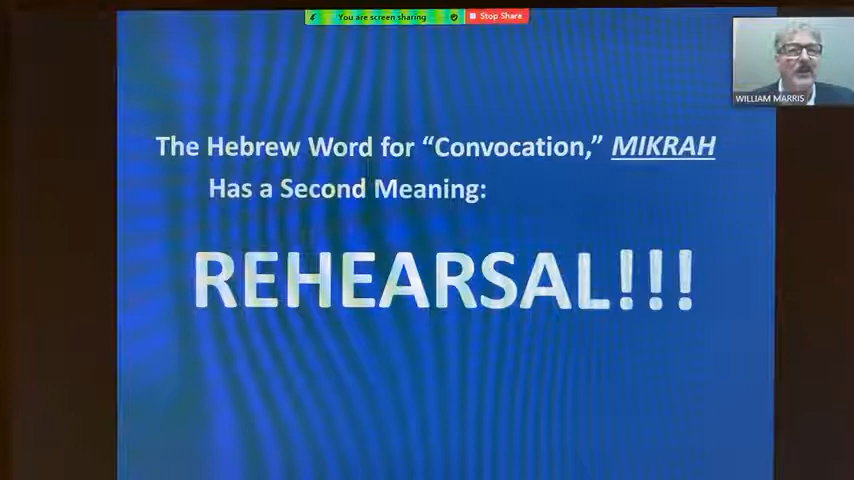 You are screen sharing
Stop Share
WILLIAM MARRIS
The Hebrew Word for “Convocation,” MIKRAH
Has a Second Meaning:
REHEARSAL!!!